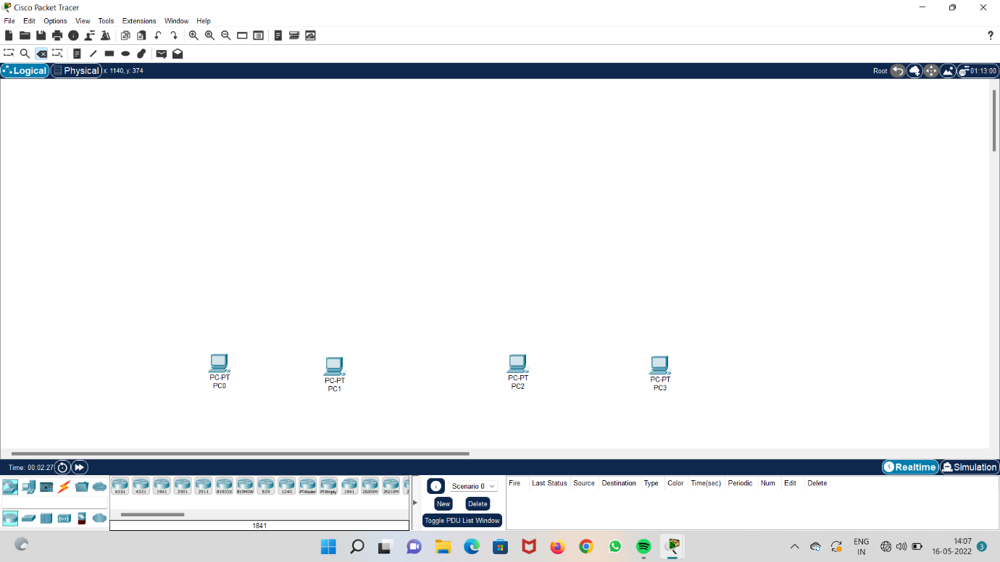 Cisco Packet Tracer
File Edit Options View Tools Extensions Window Help
?
Logical Physical x: 1140, y: 374 Root 01:13:00
PC-PT
PC0
PC-PT
PC1
PC-PT
PC2
PC-PT
PC3
Time: 00:02:27 Realtime Simulation
4331 4321 1941 2901 2911 819IOX 819HGW 829 1240 PT-Router PT-Empty 1841 2620XM 2621XM 2
1841
Scenario 0
New Delete
Toggle PDU List Window
Fire Last Status Source Destination Type Color Time(sec) Periodic Num Edit Delete
ENG
IN
14:07
16-05-2022
3